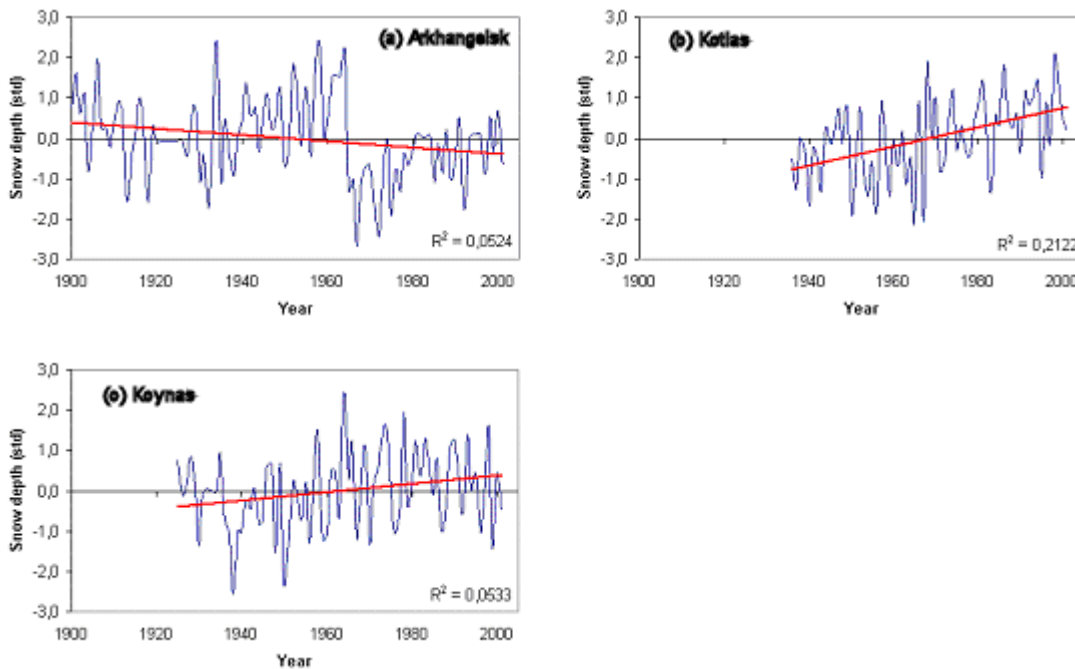 (a) Arkhangelsk
Snow depth (std)
3,0
2,0
1,0
0,0
-1,0
-2,0
-3,0
R² = 0,0524
1900 1920 1940 1960 1980 2000
Year
(b) Kotlas
Snow depth (std)
3,0
2,0
1,0
0,0
-1,0
-2,0
-3,0
R² = 0,2122
1900 1920 1940 1960 1980 2000
Year
(c) Koynas
Snow depth (std)
3,0
2,0
1,0
0,0
-1,0
-2,0
-3,0
R² = 0,0533
1900 1920 1940 1960 1980 2000
Year